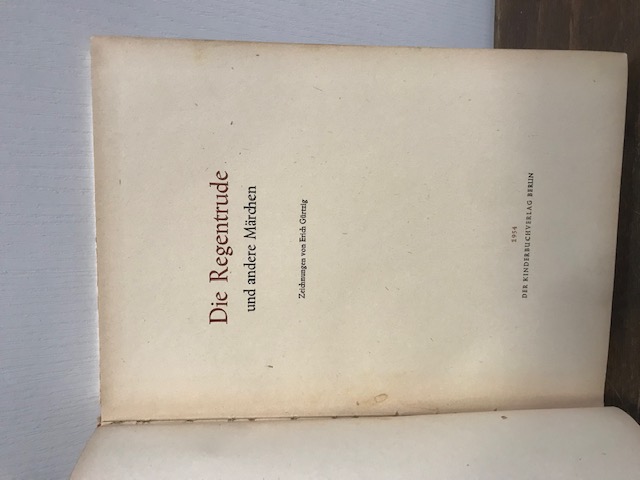 Die Regentrude
und andere Märchen
Zeichnungen von Erich Gürtzig
1954
DER KINDERBUCHVERLAG BERLIN